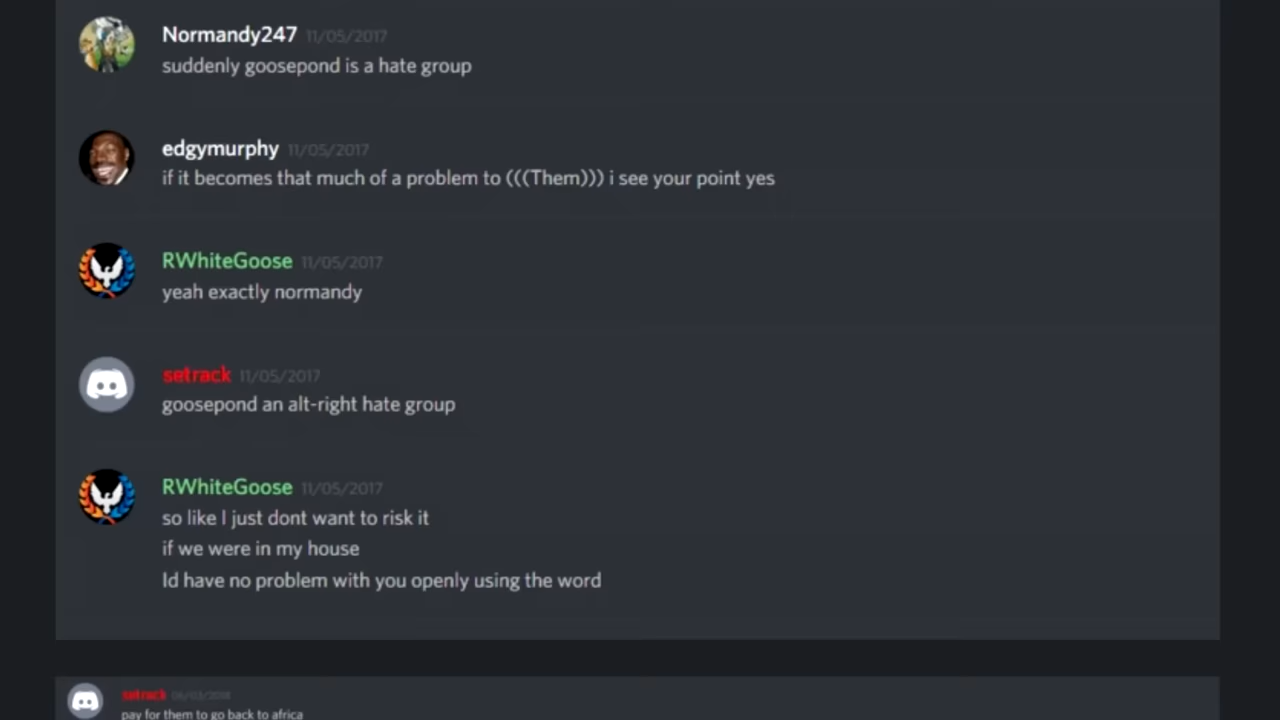 Normandy247 11/05/2017
suddenly goosepond is a hate group
edgymurphy 11/05/2017
if it becomes that much of a problem to (((Them))) i see your point yes
RWhiteGoose 11/05/2017
yeah exactly normandy
setrack 11/05/2017
goosepond an alt-right hate group
RWhiteGoose 11/05/2017
so like I just dont want to risk it
if we were in my house
Id have no problem with you openly using the word
setrack
pay for them to go back to africa